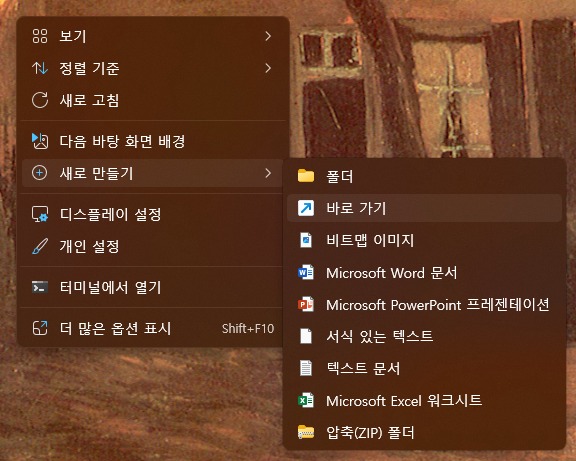 보기
정렬 기준
새로 고침
다음 바탕 화면 배경
새로 만들기
디스플레이 설정
개인 설정
터미널에서 열기
더 많은 옵션 표시 Shift+F10
폴더
바로 가기
비트맵 이미지
Microsoft Word 문서
Microsoft PowerPoint 프레젠테이션
서식 있는 텍스트
텍스트 문서
Microsoft Excel 워크시트
압축(ZIP) 폴더